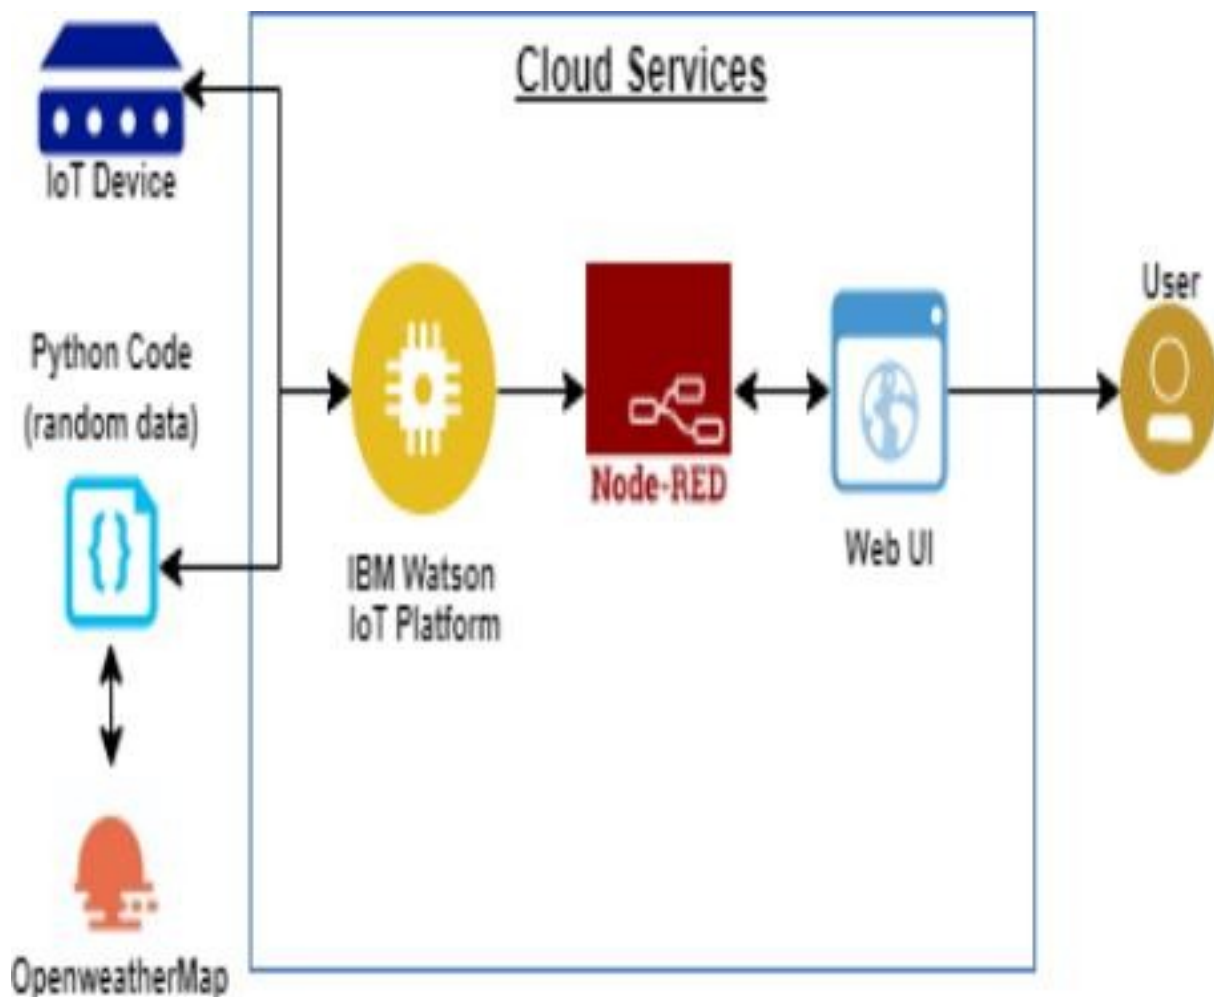 Cloud Services
IoT Device
User
Python Code
(random data)
Node-RED
Web UI
IBM Watson
IoT Platform
OpenweatherMap